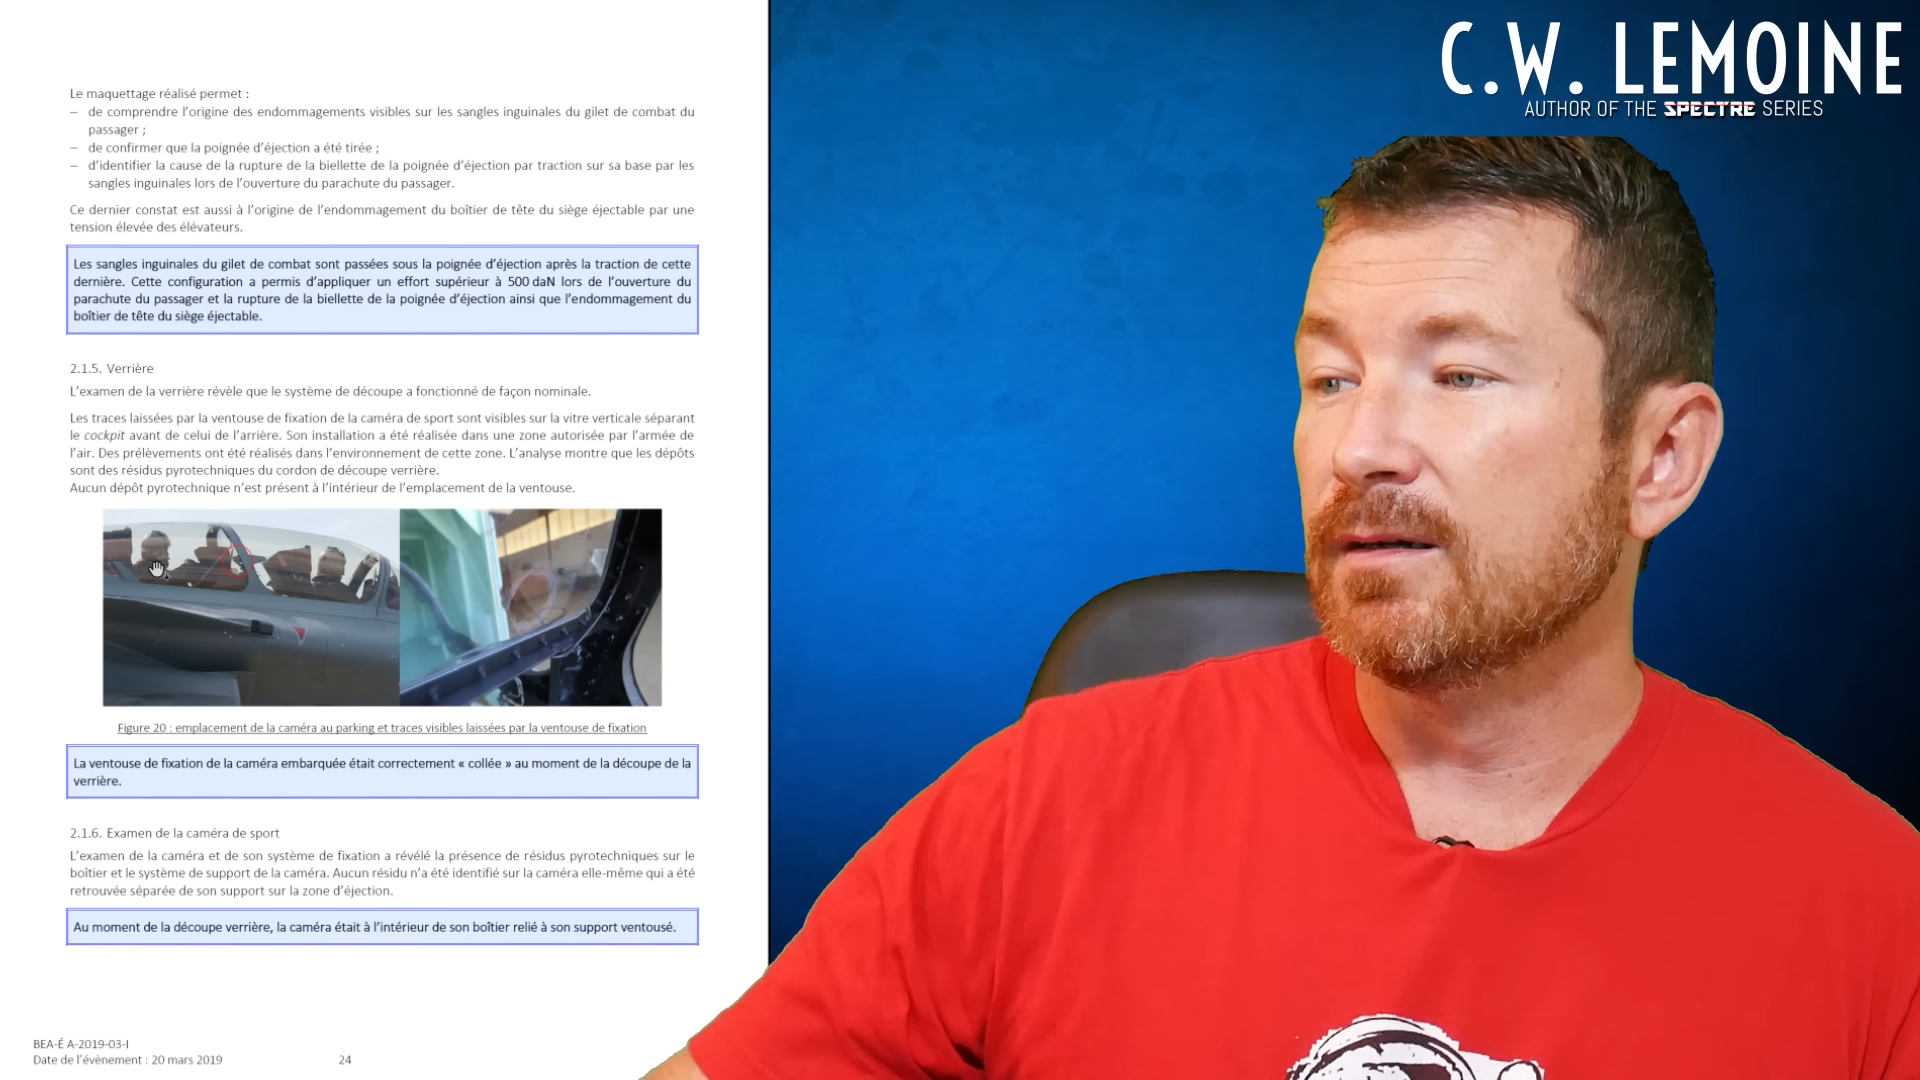 C.W. LEMOINE
AUTHOR OF THE SPECTRE SERIES
Le maquettage réalisé permet :
– de comprendre l'origine des endommagements visibles sur les sangles inguinales du gilet de combat du
passager ;
– de confirmer que la poignée d'éjection a été tirée ;
– d'identifier la cause de la rupture de la biellette de la poignée d'éjection par traction sur sa base par les
sangles inguinales lors de l'ouverture du parachute du passager.
Ce dernier constat est aussi à l'origine de l'endommagement du boîtier de tête du siège éjectable par une
tension élevée des élévateurs.
Les sangles inguinales du gilet de combat sont passées sous la poignée d'éjection après la traction de cette
dernière. Cette configuration a permis d'appliquer un effort supérieur à 500 daN lors de l'ouverture du
parachute du passager et la rupture de la biellette de la poignée d'éjection ainsi que l'endommagement du
boîtier de tête du siège éjectable.
2.1.5. Verrière
L'examen de la verrière révèle que le système de découpe a fonctionné de façon nominale.
Les traces laissées par la ventouse de fixation de la caméra de sport sont visibles sur la vitre verticale séparant
le cockpit avant de celui de l'arrière. Son installation a été réalisée dans une zone autorisée par l'armée de
l'air. Des prélèvements ont été réalisés dans l'environnement de cette zone. L'analyse montre que les dépôts
sont des résidus pyrotechniques du cordon de découpe verrière.
Aucun dépôt pyrotechnique n'est présent à l'intérieur de l'emplacement de la ventouse.
Figure 20 : emplacement de la caméra au parking et traces visibles laissées par la ventouse de fixation
La ventouse de fixation de la caméra embarquée était correctement « collée » au moment de la découpe de la
verrière.
2.1.6. Examen de la caméra de sport
L'examen de la caméra et de son système de fixation a révélé la présence de résidus pyrotechniques sur le
boîtier et le système de support de la caméra. Aucun résidu n'a été identifié sur la caméra elle-même qui a été
retrouvée séparée de son support sur la zone d'éjection.
Au moment de la découpe verrière, la caméra était à l'intérieur de son boîtier relié à son support ventousé.
BEA-É A-2019-03-I
Date de l'évènement : 20 mars 2019
24